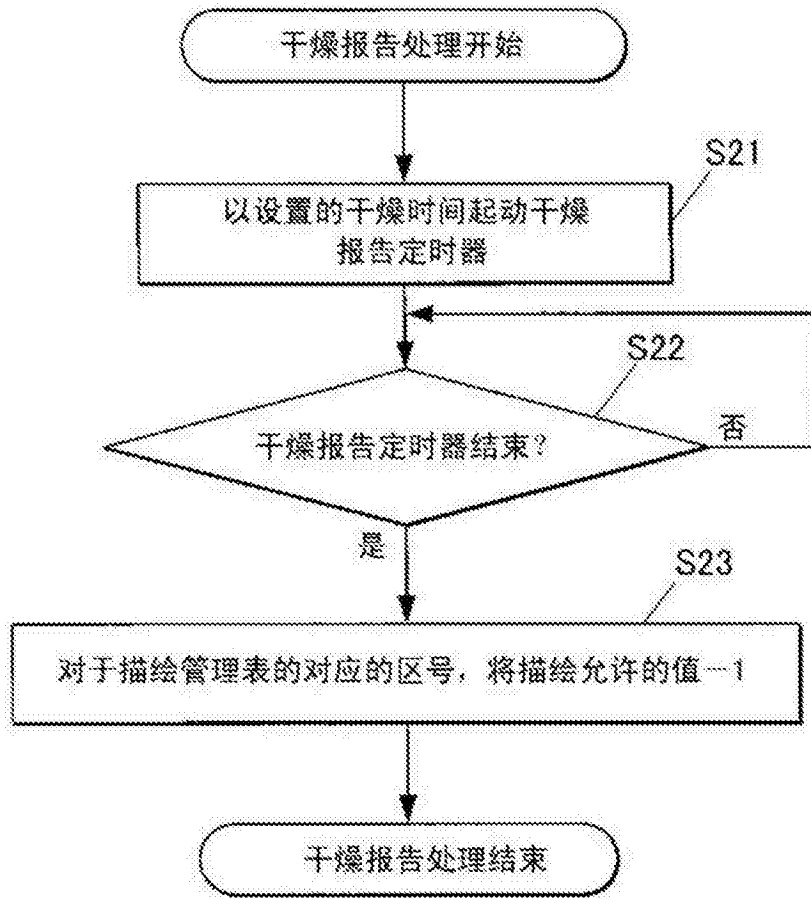 干燥报告处理开始
S21
以设置的干燥时间起动干燥
报告定时器
S22
干燥报告定时器结束？
否
是
S23
对于描绘管理表的对应的区号，将描绘允许的值－1
干燥报告处理结束